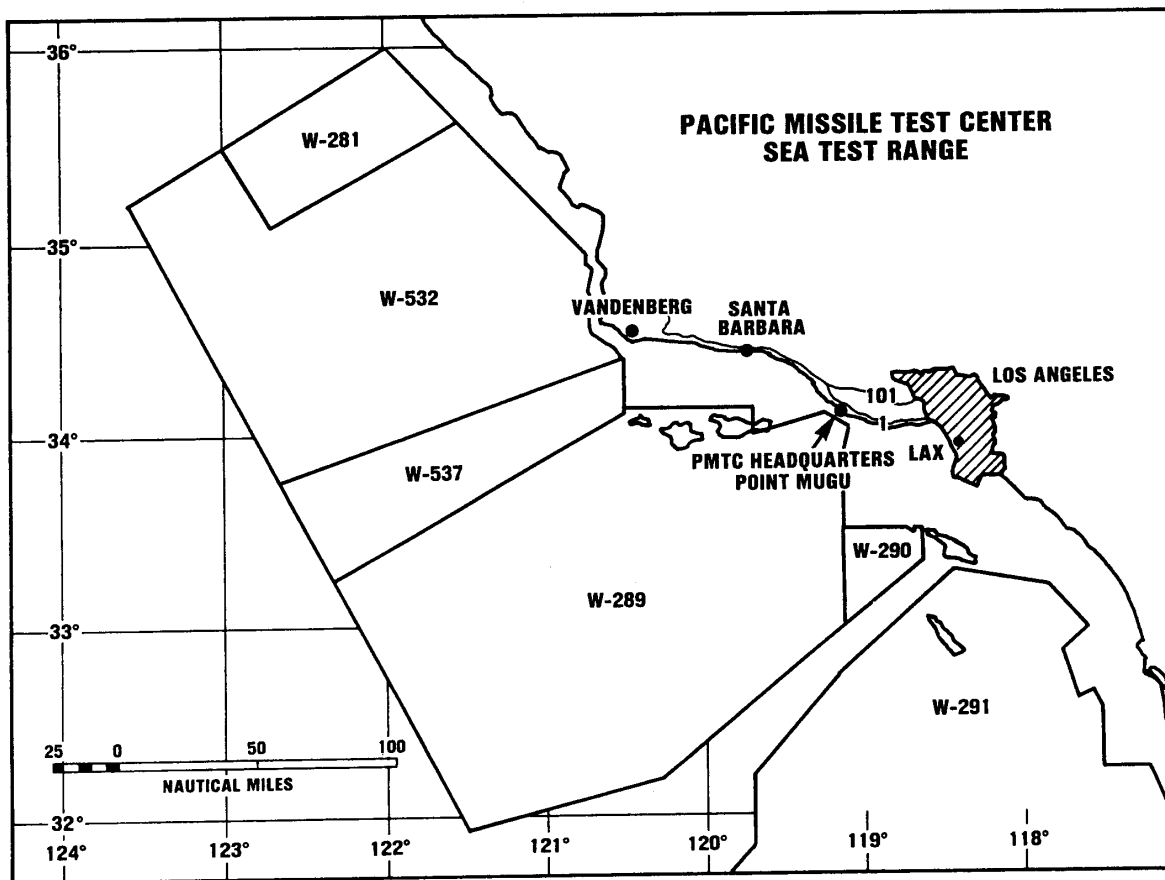 36°
35°
34°
33°
32°
PACIFIC MISSILE TEST CENTER
SEA TEST RANGE
W-281
W-532
VANDENBERG
SANTA
BARBARA
LOS ANGELES
101
1
LAX
PMTC HEADQUARTERS
POINT MUGU
W-537
W-290
W-289
W-291
25 0 50 100
NAUTICAL MILES
124° 123° 122° 121° 120° 119° 118°